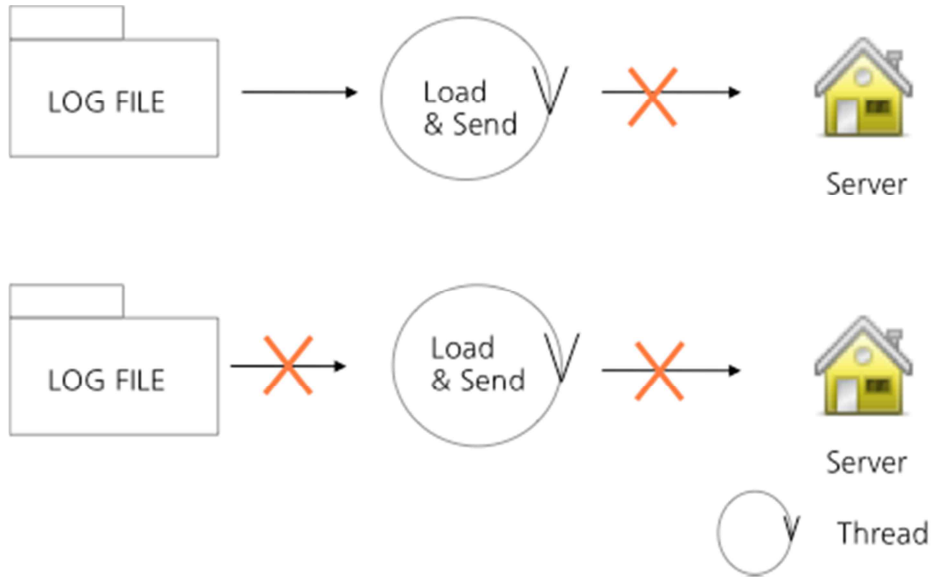 LOG FILE
Load
& Send
Server
LOG FILE
Load
& Send
Server
Thread